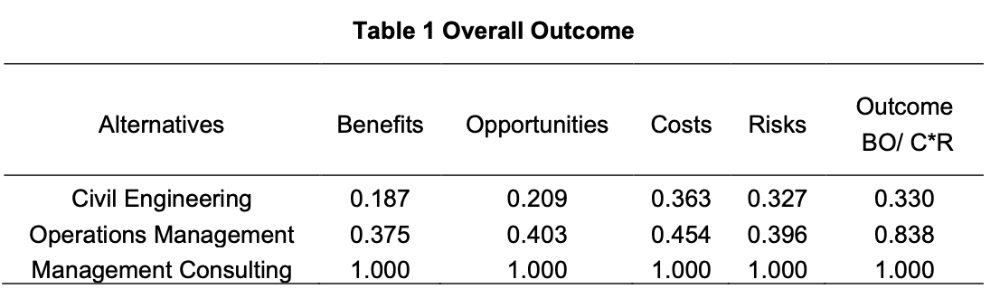 Table 1 Overall Outcome
Alternatives Benefits Opportunities Costs Risks Outcome
BO/ C*R
Civil Engineering 0.187 0.209 0.363 0.327 0.330
Operations Management 0.375 0.403 0.454 0.396 0.838
Management Consulting 1.000 1.000 1.000 1.000 1.000